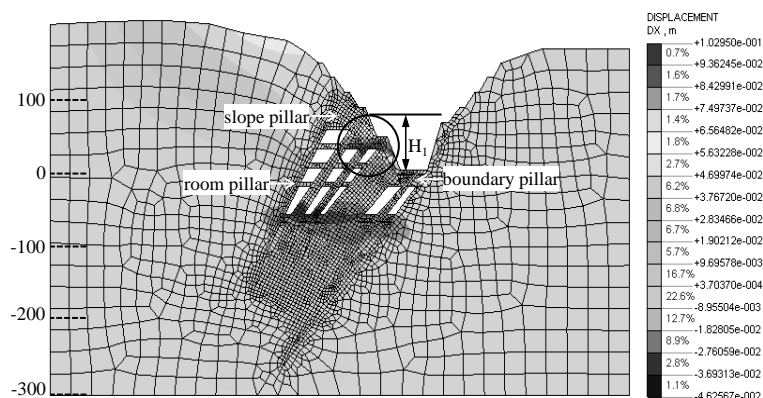 DISPLACEMENT
DX , m
+1.02950e-001
0.7%
+9.36245e-002
1.6%
+8.42991e-002
1.7%
+7.49737e-002
1.4%
+6.56482e-002
1.8%
+5.63228e-002
2.7%
+4.69974e-002
6.2%
+3.76720e-002
6.8%
+2.83466e-002
6.7%
+1.90212e-002
5.7%
+9.69578e-003
16.7%
+3.70370e-004
22.6%
-8.95504e-003
12.7%
-1.82805e-002
8.9%
-2.76059e-002
2.8%
-3.69313e-002
1.1%
-4.62567e-002
100
0
-100
-200
-300
slope pillar
H1
room pillar
boundary pillar